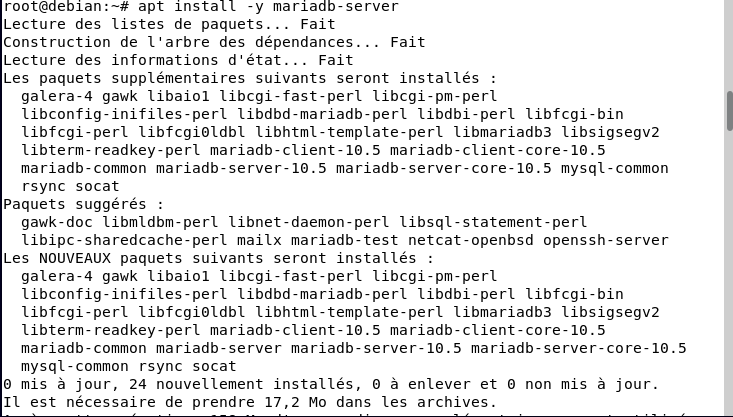 root@debian:~# apt install -y mariadb-server
Lecture des listes de paquets... Fait
Construction de l'arbre des dépendances... Fait
Lecture des informations d'état... Fait
Les paquets supplémentaires suivants seront installés :
galera-4 gawk libaio1 libcgi-fast-perl libcgi-pm-perl
libconfig-inifiles-perl libdbd-mariadb-perl libdbi-perl libfcgi-bin
libfcgi-perl libfcgi0ldbl libhtml-template-perl libmariadb3 libsigsegv2
libterm-readkey-perl mariadb-client-10.5 mariadb-client-core-10.5
mariadb-common mariadb-server-10.5 mariadb-server-core-10.5 mysql-common
rsync socat
Paquets suggérés :
gawk-doc libmldbm-perl libnet-daemon-perl libsql-statement-perl
libipc-sharedcache-perl mailx mariadb-test netcat-openbsd openssh-server
Les NOUVEAUX paquets suivants seront installés :
galera-4 gawk libaio1 libcgi-fast-perl libcgi-pm-perl
libconfig-inifiles-perl libdbd-mariadb-perl libdbi-perl libfcgi-bin
libfcgi-perl libfcgi0ldbl libhtml-template-perl libmariadb3 libsigsegv2
libterm-readkey-perl mariadb-client-10.5 mariadb-client-core-10.5
mariadb-common mariadb-server mariadb-server-10.5 mariadb-server-core-10.5
mysql-common rsync socat
0 mis à jour, 24 nouvellement installés, 0 à enlever et 0 non mis à jour.
Il est nécessaire de prendre 17,2 Mo dans les archives.